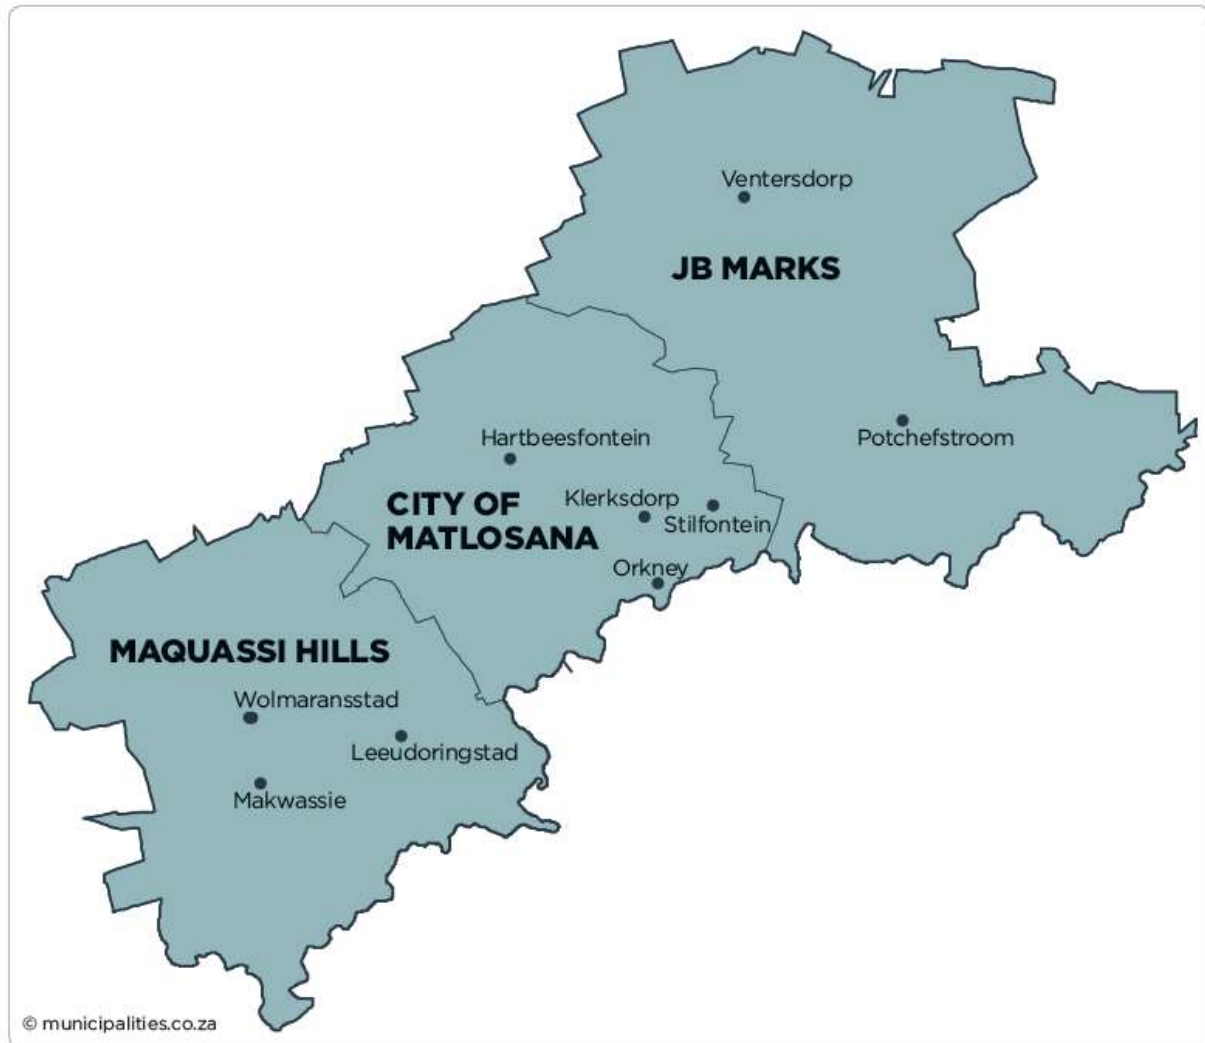 Ventersdorp
JB MARKS
Potchefstroom
Hartbeesfontein
CITY OF
MATLOSANA
Klerksdorp
Stilfontein
Orkney
MAQUASSI HILLS
Wolmaransstad
Leeudoringstad
Makwassie
© municipalities.co.za